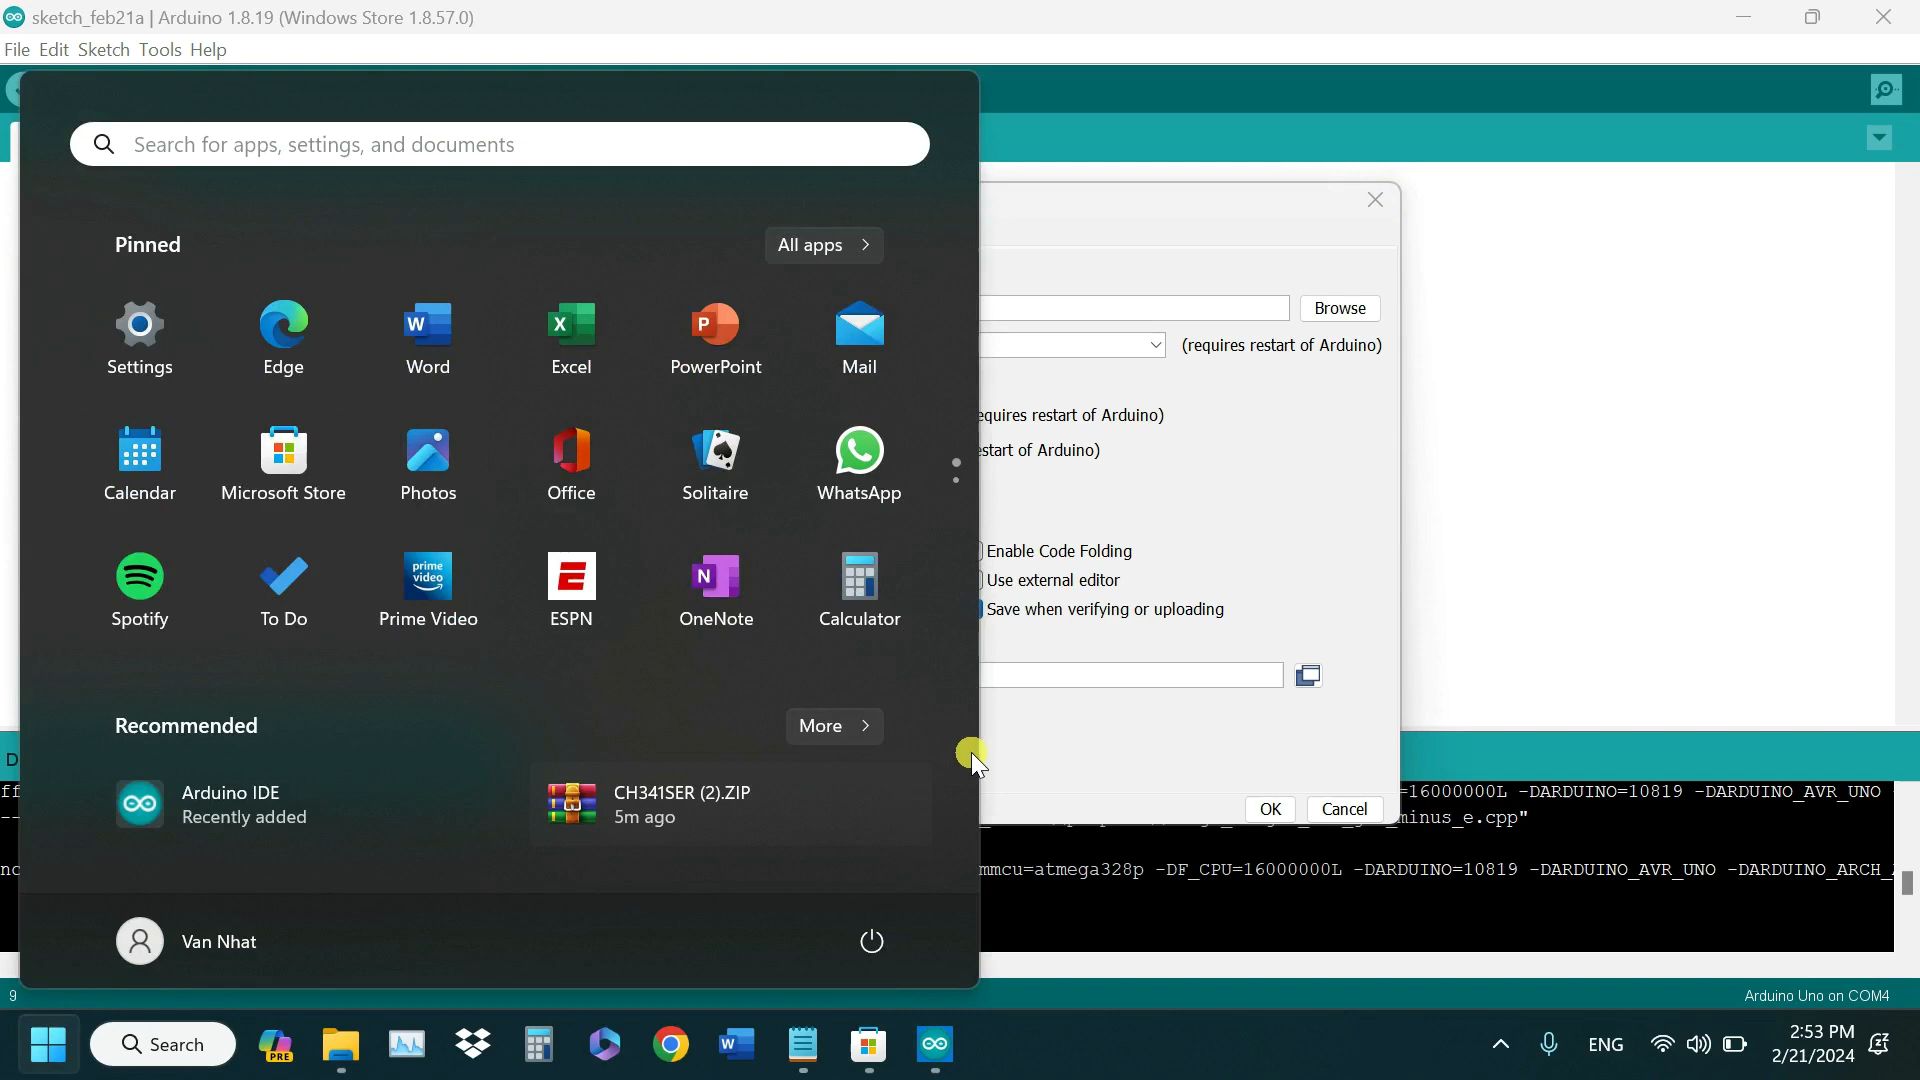 sketch_feb21a | Arduino 1.8.19 (Windows Store 1.8.57.0)
File Edit Sketch Tools Help
Search for apps, settings, and documents
Pinned
All apps
Browse
Settings
Edge
Word
Excel
PowerPoint
Mail
(requires restart of Arduino)
equires restart of Arduino)
estart of Arduino)
Calendar
Microsoft Store
Photos
Office
Solitaire
WhatsApp
Enable Code Folding
Use external editor
Save when verifying or uploading
prime video
Spotify
To Do
Prime Video
ESPN
OneNote
Calculator
Recommended
More
Arduino IDE
Recently added
CH341SER (2).ZIP
5m ago
OK
Cancel
=16000000L -DARDUINO=10819 -DARDUINO_AVR_UNO
minus_e.cpp"
mmcu=atmega328p -DF_CPU=16000000L -DARDUINO=10819 -DARDUINO_AVR_UNO -DARDUINO_ARCH_
Van Nhat
9
Arduino Uno on COM4
Search
PRE
ENG
2:53 PM
2/21/2024